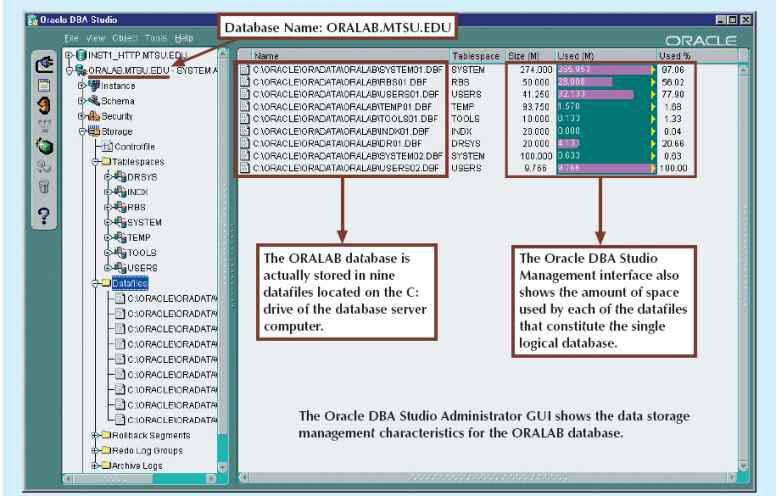 Oracle DBA Studio
Database Name: ORALAB.MTSU.EDU
File View Object Tools Help
ORACLE
INST1_HTTP.MTSU.EDU
ORALAB.MTSU.EDU - SYSTEM A
Instance
Schema
Security
Storage
Controlfile
Tablespaces
DRSYS
INDX
RBS
SYSTEM
TEMP
TOOLS
USERS
Datafiles
C:\ORACLE\ORADATA\
C:\ORACLE\ORADATA\
C:\ORACLE\ORADATA\
C:\ORACLE\ORADATA\
C:\ORACLE\ORADATA\
C:\ORACLE\ORADATA\
C:\ORACLE\ORADATA\
C:\ORACLE\ORADATA\
C:\ORACLE\ORADATA\
Rollback Segments
Redo Log Groups
Archive Logs
Name Tablespace Size (M) Used (M) Used %
C:\ORACLE\ORADATA\ORALAB\SYSTEM01.DBF SYSTEM 274.000 97.06
C:\ORACLE\ORADATA\ORALAB\RBS01.DBF RBS 50.000 56.02
C:\ORACLE\ORADATA\ORALAB\USERS01.DBF USERS 41.250 32.133 77.90
C:\ORACLE\ORADATA\ORALAB\TEMP01.DBF TEMP 93.750 1.570 1.68
C:\ORACLE\ORADATA\ORALAB\TOOLS01.DBF TOOLS 10.000 0.133 1.33
C:\ORACLE\ORADATA\ORALAB\INDX01.DBF INDX 20.000 0.04
C:\ORACLE\ORADATA\ORALAB\DR01.DBF DRSYS 20.000 4.133 20.66
C:\ORACLE\ORADATA\ORALAB\SYSTEM02.DBF SYSTEM 100.000 0.633 0.63
C:\ORACLE\ORADATA\ORALAB\USERS02.DBF USERS 9.766 9.766 100.00
The ORALAB database is
actually stored in nine
datafiles located on the C:
drive of the database server
computer.
The Oracle DBA Studio
Management interface also
shows the amount of space
used by each of the datafiles
that constitute the single
logical database.
The Oracle DBA Studio Administrator GUI shows the data storage
management characteristics for the ORALAB database.